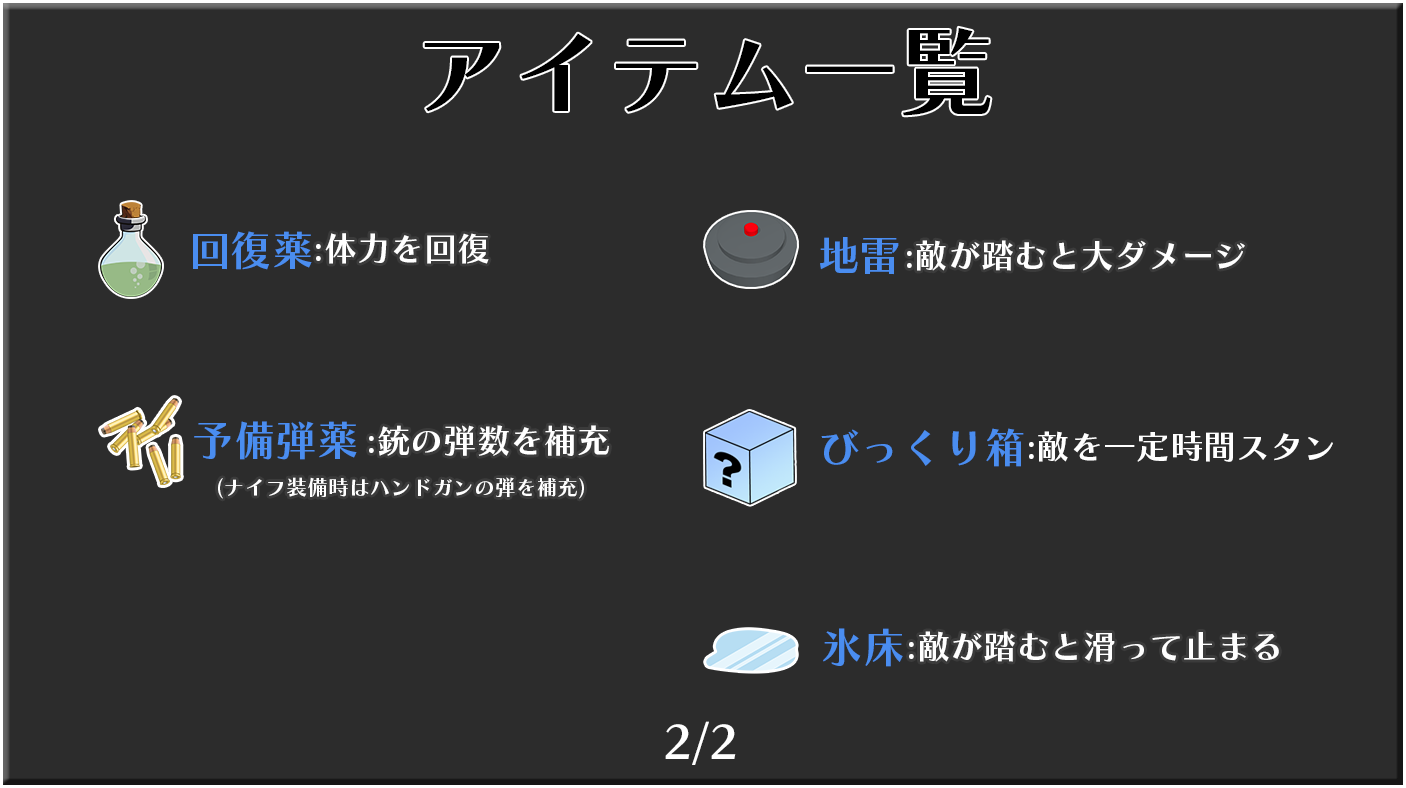 アイテム一覧
回復薬:体力を回復
予備弾薬:銃の弾数を補充
(ナイフ装備時はハンドガンの弾を補充)
地雷:敵が踏むと大ダメージ
?
びっくり箱:敵を一定時間スタン
氷床:敵が踏むと滑って止まる
2/2